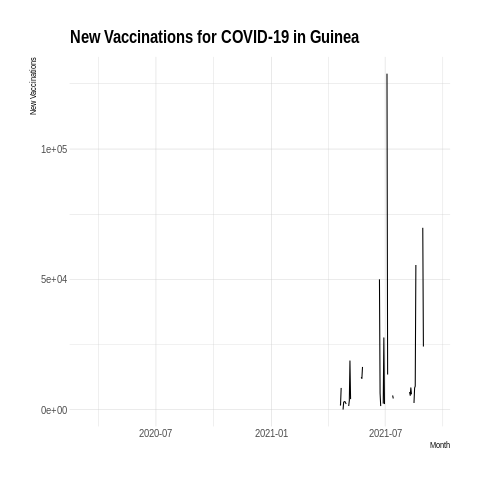 New Vaccinations for COVID-19 in Guinea
New Vaccinations
1e+05
5e+04
0e+00
2020-07
2021-01
2021-07
Month